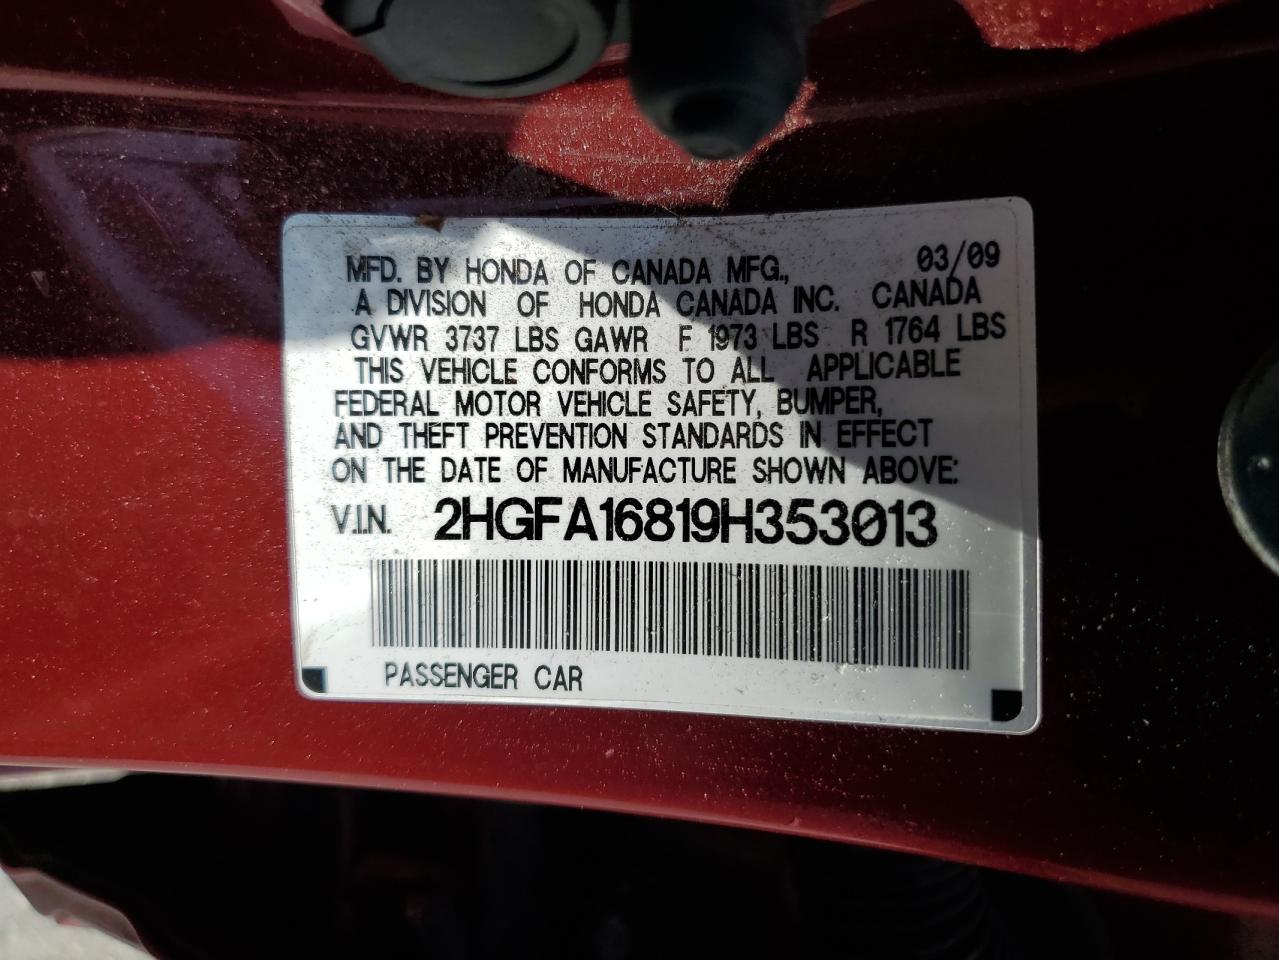 MFD. BY HONDA OF CANADA MFG., 03/09
A DIVISION OF HONDA CANADA INC. CANADA
GVWR 3737 LBS GAWR F 1973 LBS R 1764 LBS
THIS VEHICLE CONFORMS TO ALL APPLICABLE
FEDERAL MOTOR VEHICLE SAFETY, BUMPER,
AND THEFT PREVENTION STANDARDS IN EFFECT
ON THE DATE OF MANUFACTURE SHOWN ABOVE:
V.I.N. 2HGFA16819H353013
PASSENGER CAR